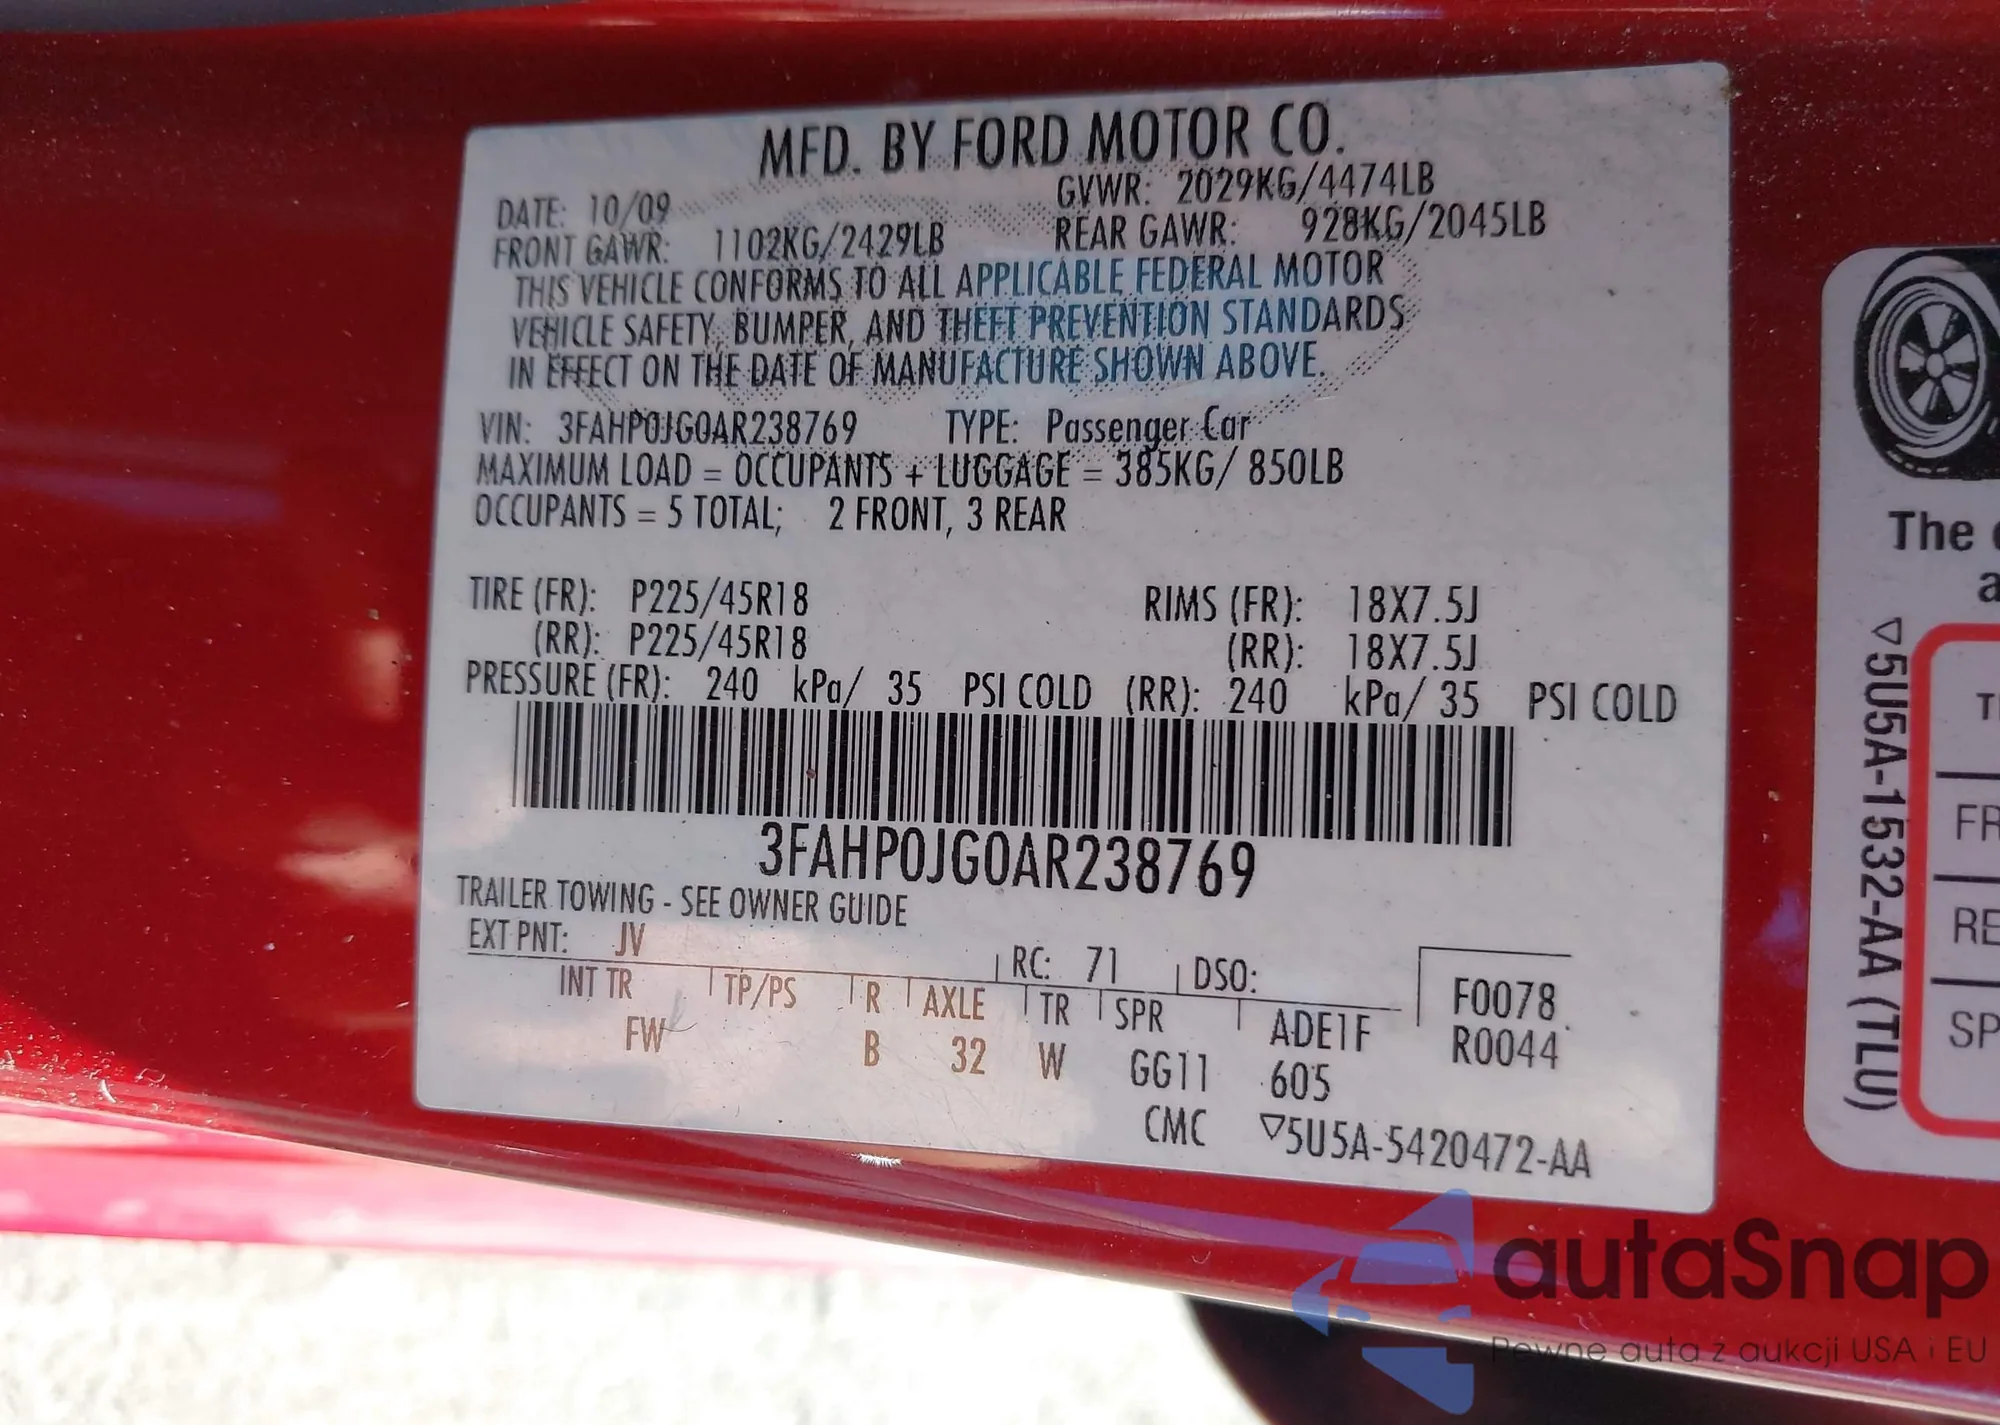 MFD. BY FORD MOTOR CO.
DATE: 10/09 GVWR: 2029KG/4474LB
FRONT GAWR: 1102KG/2429LB REAR GAWR: 928KG/2045LB
THIS VEHICLE CONFORMS TO ALL APPLICABLE FEDERAL MOTOR
VEHICLE SAFETY, BUMPER, AND THEFT PREVENTION STANDARDS
IN EFFECT ON THE DATE OF MANUFACTURE SHOWN ABOVE.
VIN: 3FAHP0JG0AR238769 TYPE: Passenger Car
MAXIMUM LOAD = OCCUPANTS + LUGGAGE = 385KG/ 850LB
OCCUPANTS = 5 TOTAL; 2 FRONT, 3 REAR
TIRE (FR): P225/45R18 RIMS (FR): 18X7.5J
(RR): P225/45R18 (RR): 18X7.5J
PRESSURE (FR): 240 kPa/ 35 PSI COLD (RR): 240 kPa/ 35 PSI COLD
3FAHP0JG0AR238769
TRAILER TOWING - SEE OWNER GUIDE
EXT PNT: JV RC: 71 DSO:
INT TR TP/PS R AXLE TR SPR ADE1F F0078
FW B 32 W GG11 605 R0044
CMC ▽5U5A-5420472-AA
The
▽5U5A-1532-AA (TLU)
FR
RE
SP
autaSnap
Pewne auta z aukcji USA i EU